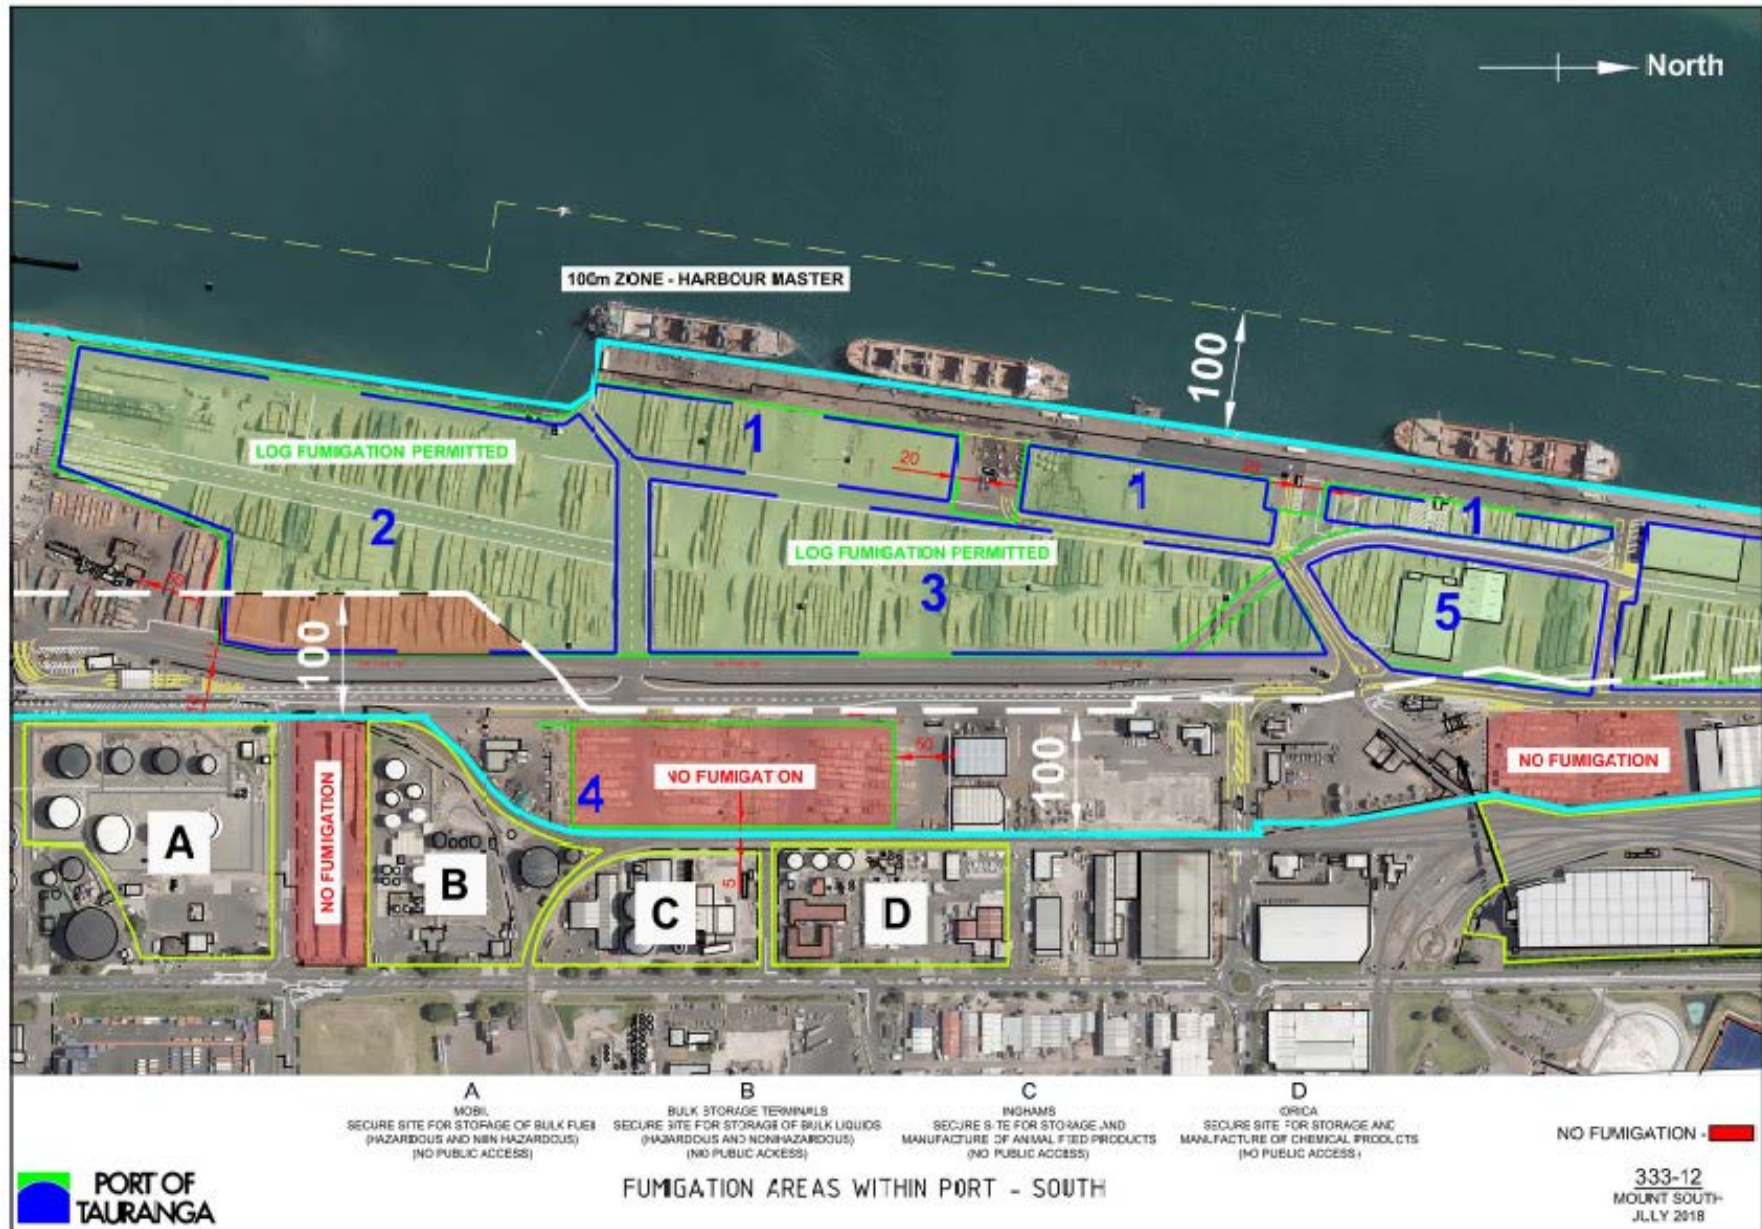 North
100m ZONE - HARBOUR MASTER
100
1
LOG FUMIGATION PERMITTED
20
1
20
1
2
LOG FUMIGATION PERMITTED
3
5
50
100
4
NO FUMIGATION
50
100
NO FUMIGATION
NO FUMIGATION
A
B
C
D
A
MOBIL
SECURE SITE FOR STORAGE OF BULK FUEL
(HAZARDOUS AND NON HAZARDOUS)
(NO PUBLIC ACCESS)
B
BULK STORAGE TERMINALS
SECURE SITE FOR STORAGE OF BULK LIQUIDS
(HAZARDOUS AND NONHAZARDOUS)
(NO PUBLIC ACCESS)
C
INGHAMS
SECURE SITE FOR STORAGE AND
MANUFACTURE OF ANIMAL FEED PRODUCTS
(NO PUBLIC ACCESS)
D
ORICA
SECURE SITE FOR STORAGE AND
MANUFACTURE OF CHEMICAL PRODUCTS
(NO PUBLIC ACCESS)
NO FUMIGATION -
PORT OF
TAURANGA
FUMIGATION AREAS WITHIN PORT - SOUTH
333-12
MOUNT SOUTH
JULY 2018